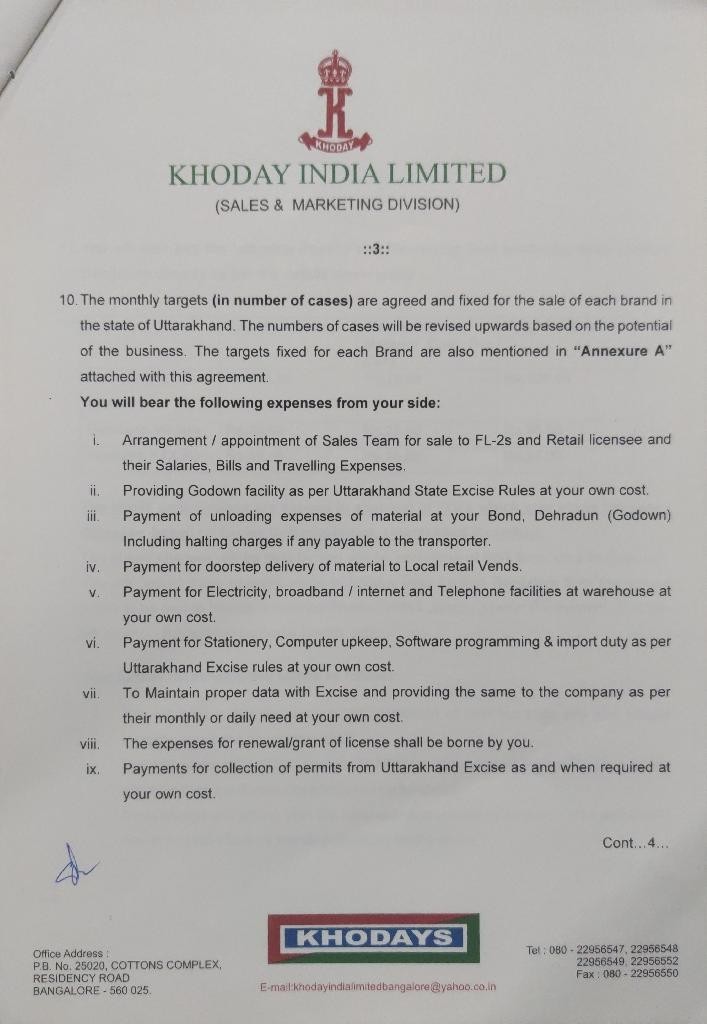 K
KHODAY
KHODAY INDIA LIMITED
(SALES & MARKETING DIVISION)
::3::
10. The monthly targets (in number of cases) are agreed and fixed for the sale of each brand in
the state of Uttarakhand. The numbers of cases will be revised upwards based on the potential
of the business. The targets fixed for each Brand are also mentioned in “Annexure A”
attached with this agreement.
You will bear the following expenses from your side:
i. Arrangement / appointment of Sales Team for sale to FL-2s and Retail licensee and
their Salaries, Bills and Travelling Expenses.
ii. Providing Godown facility as per Uttarakhand State Excise Rules at your own cost.
iii. Payment of unloading expenses of material at your Bond, Dehradun (Godown)
Including halting charges if any payable to the transporter.
iv. Payment for doorstep delivery of material to Local retail Vends.
v. Payment for Electricity, broadband / internet and Telephone facilities at warehouse at
your own cost.
vi. Payment for Stationery, Computer upkeep, Software programming & import duty as per
Uttarakhand Excise rules at your own cost.
vii. To Maintain proper data with Excise and providing the same to the company as per
their monthly or daily need at your own cost.
viii. The expenses for renewal/grant of license shall be borne by you.
ix. Payments for collection of permits from Uttarakhand Excise as and when required at
your own cost.
Cont...4...
KHODAYS
Office Address :
P.B. No. 25020, COTTONS COMPLEX,
RESIDENCY ROAD
BANGALORE - 560 025.
E-mail:khodayindialimitedbangalore@yahoo.co.in
Tel : 080 - 22956547, 22956548
22956549, 22956552
Fax : 080 - 22956550